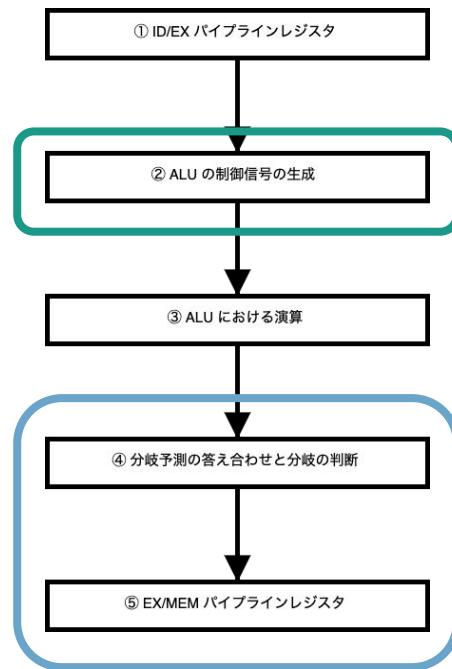 ① ID/EX パイプラインレジスタ
② ALU の制御信号の生成
③ ALU における演算
④ 分岐予測の答え合わせと分岐の判断
⑤ EX/MEM パイプラインレジスタ